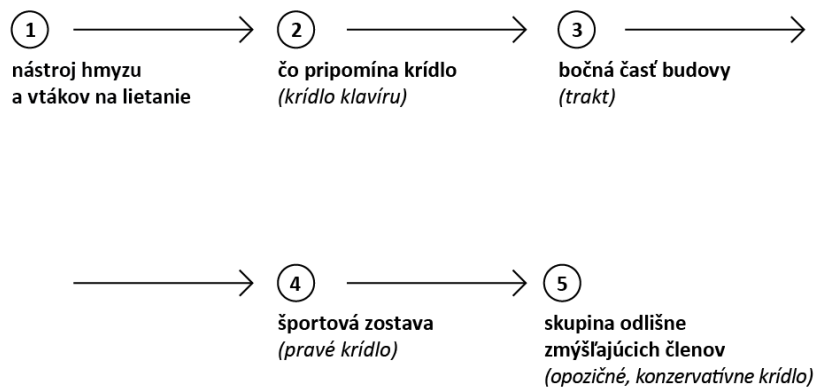 1
2
3
nástroj hmyzu
a vtákov na lietanie
čo pripomína krídlo
(krídlo klavíru)
bočná časť budovy
(trakt)
4
5
športová zostava
(pravé krídlo)
skupina odlišne
zmýšľajúcich členov
(opozičné, konzervatívne krídlo)